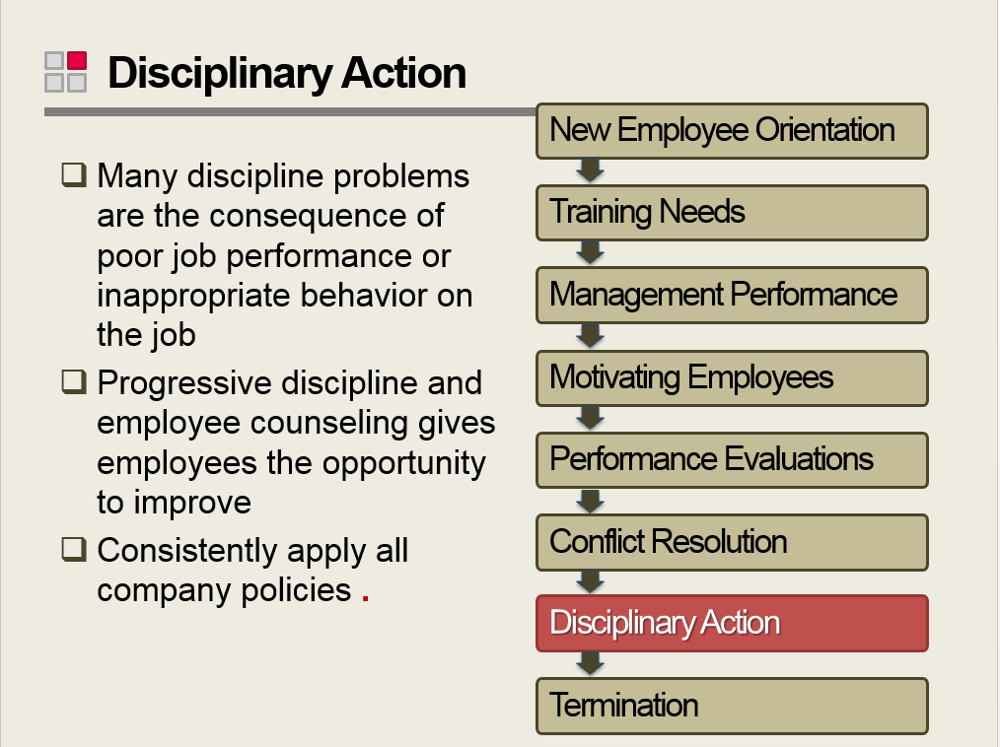 Disciplinary Action
Many discipline problems
are the consequence of
poor job performance or
inappropriate behavior on
the job
Progressive discipline and
employee counseling gives
employees the opportunity
to improve
Consistently apply all
company policies .
New Employee Orientation
Training Needs
Management Performance
Motivating Employees
Performance Evaluations
Conflict Resolution
Disciplinary Action
Termination